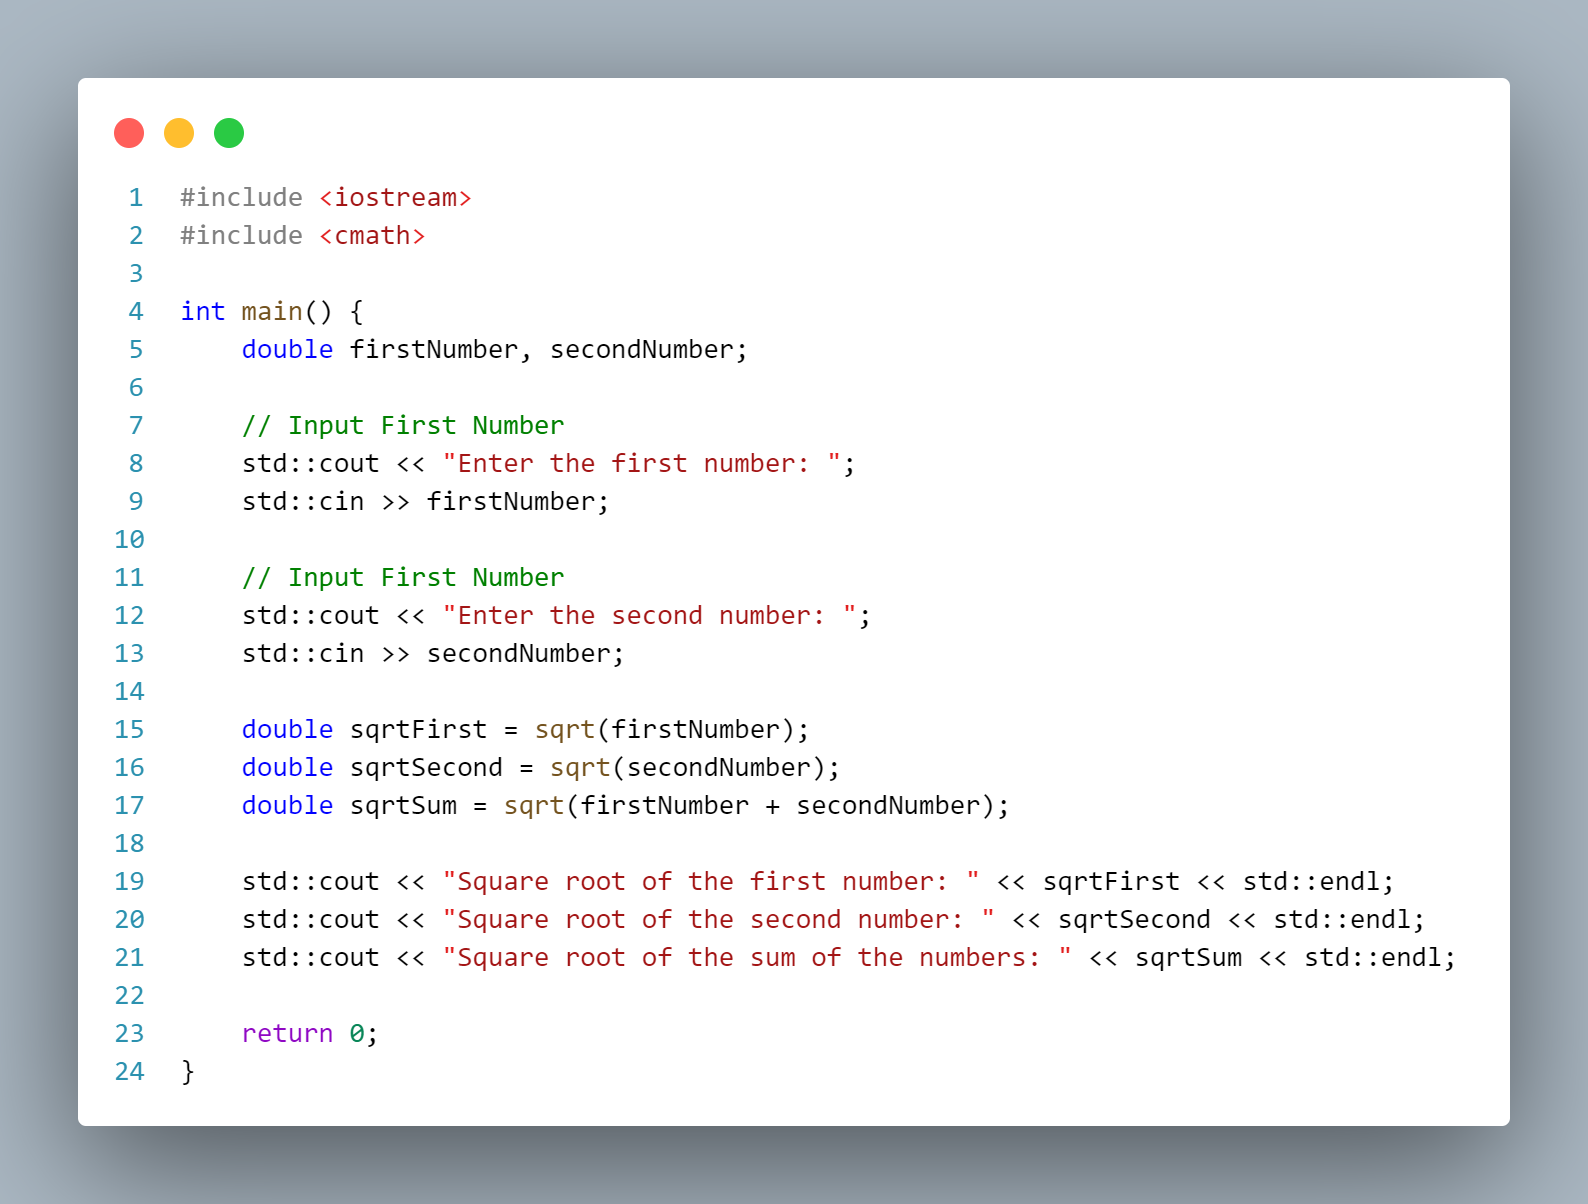 1 #include <iostream>
2 #include <cmath>
3
4 int main() {
5     double firstNumber, secondNumber;
6
7     // Input First Number
8     std::cout << "Enter the first number: ";
9     std::cin >> firstNumber;
10
11     // Input First Number
12     std::cout << "Enter the second number: ";
13     std::cin >> secondNumber;
14
15     double sqrtFirst = sqrt(firstNumber);
16     double sqrtSecond = sqrt(secondNumber);
17     double sqrtSum = sqrt(firstNumber + secondNumber);
18
19     std::cout << "Square root of the first number: " << sqrtFirst << std::endl;
20     std::cout << "Square root of the second number: " << sqrtSecond << std::endl;
21     std::cout << "Square root of the sum of the numbers: " << sqrtSum << std::endl;
22
23     return 0;
24 }